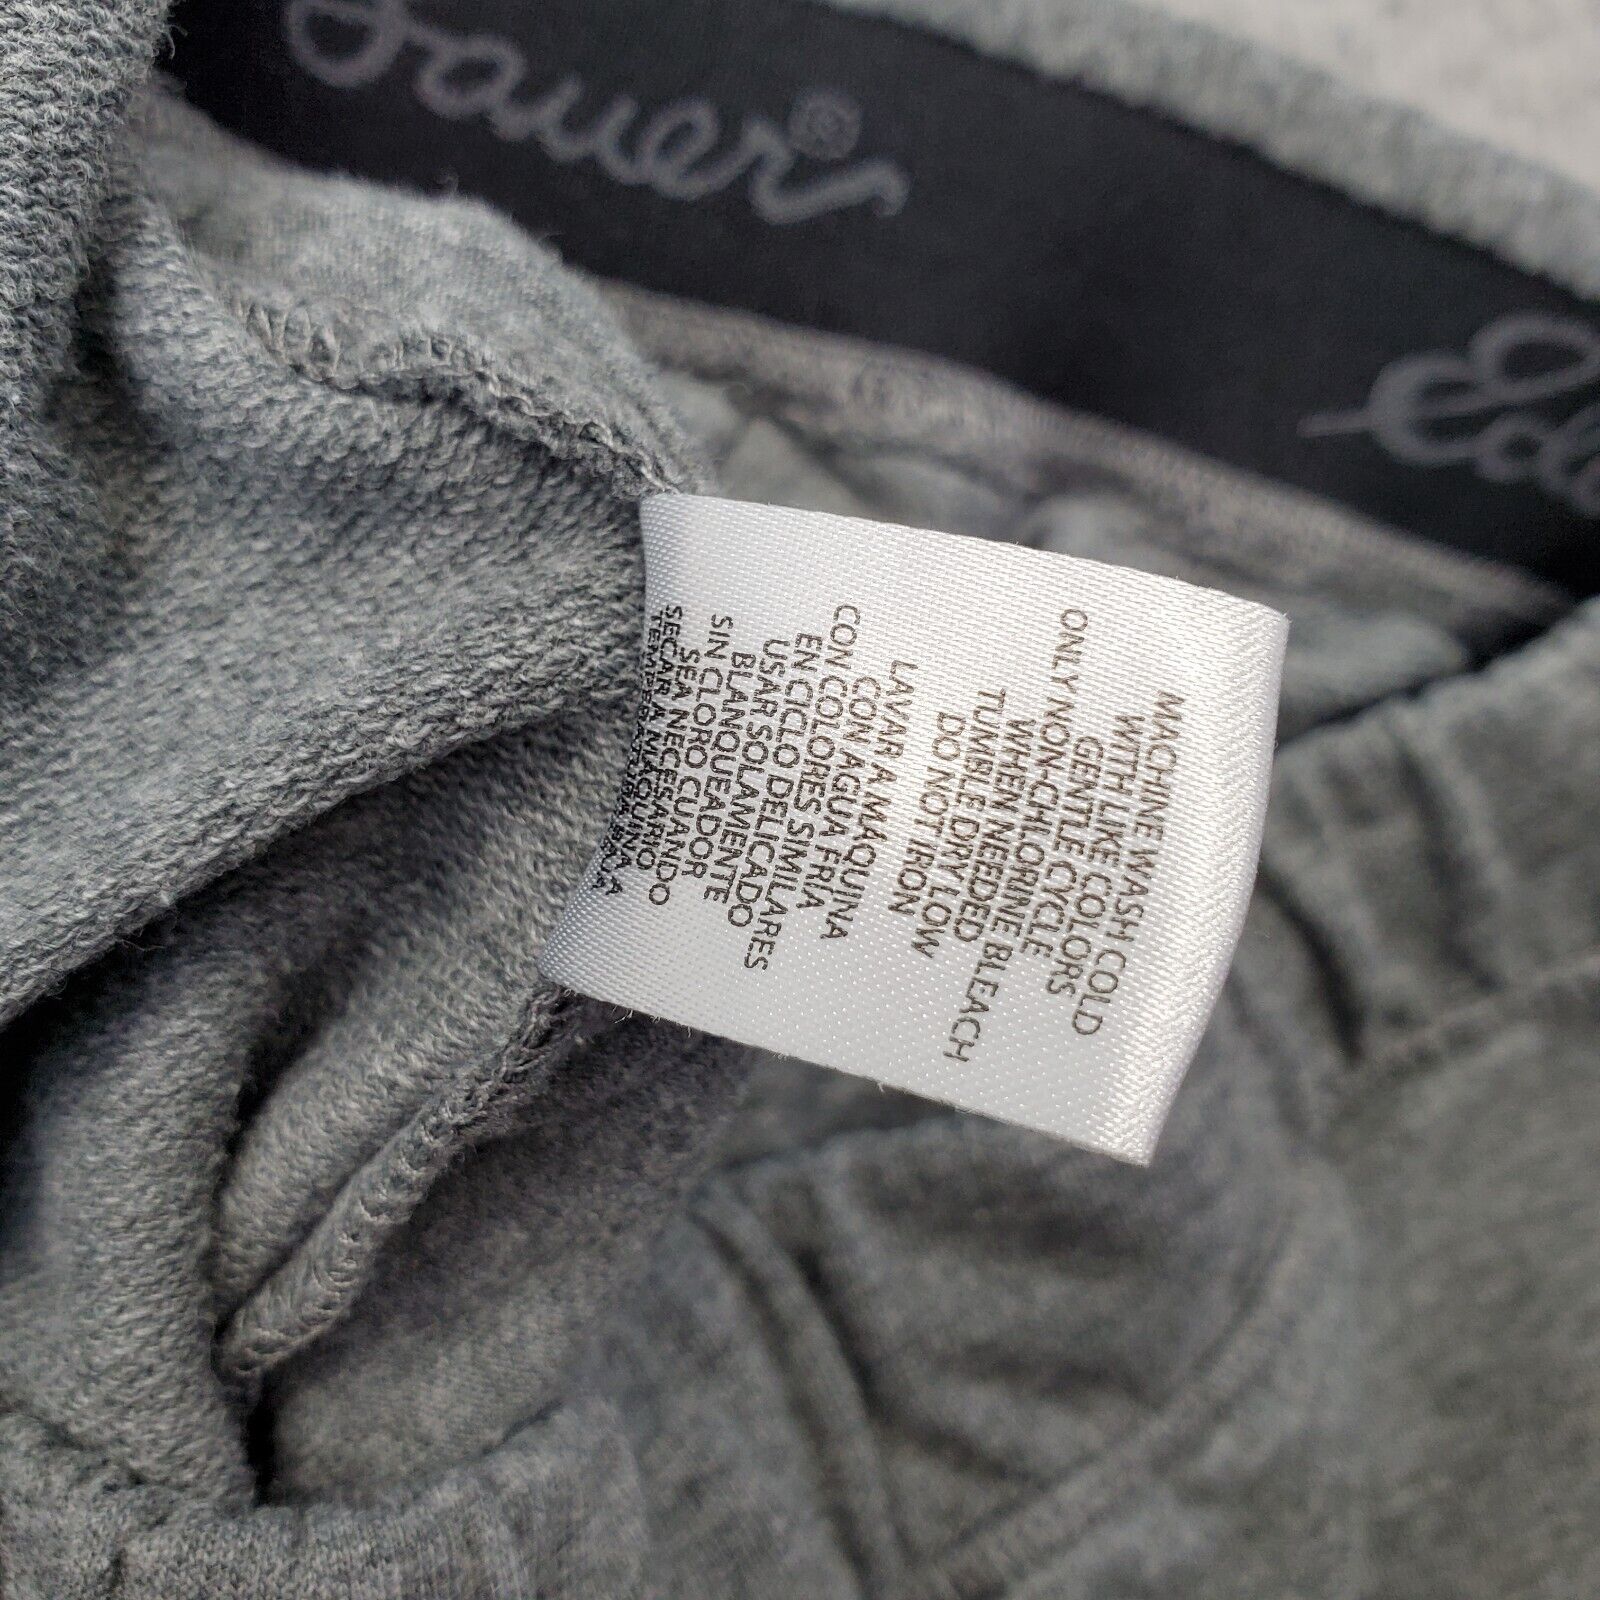 Bauer®
MACHINE WASH COLD
WITH LIKE COLORS
GENTLE CYCLE
ONLY NON-CHLORINE BLEACH
WHEN NEEDED
TUMBLE DRY LOW
DO NOT IRON
LAVAR A MAQUINA
CON AGUA FRIA
CON COLORES SIMILARES
EN CICLO DELICADO
USAR SOLAMENTE
BLANQUEADOR
SIN CLORO CUANDO
SEA NECESARIO
SECAR A MAQUINA